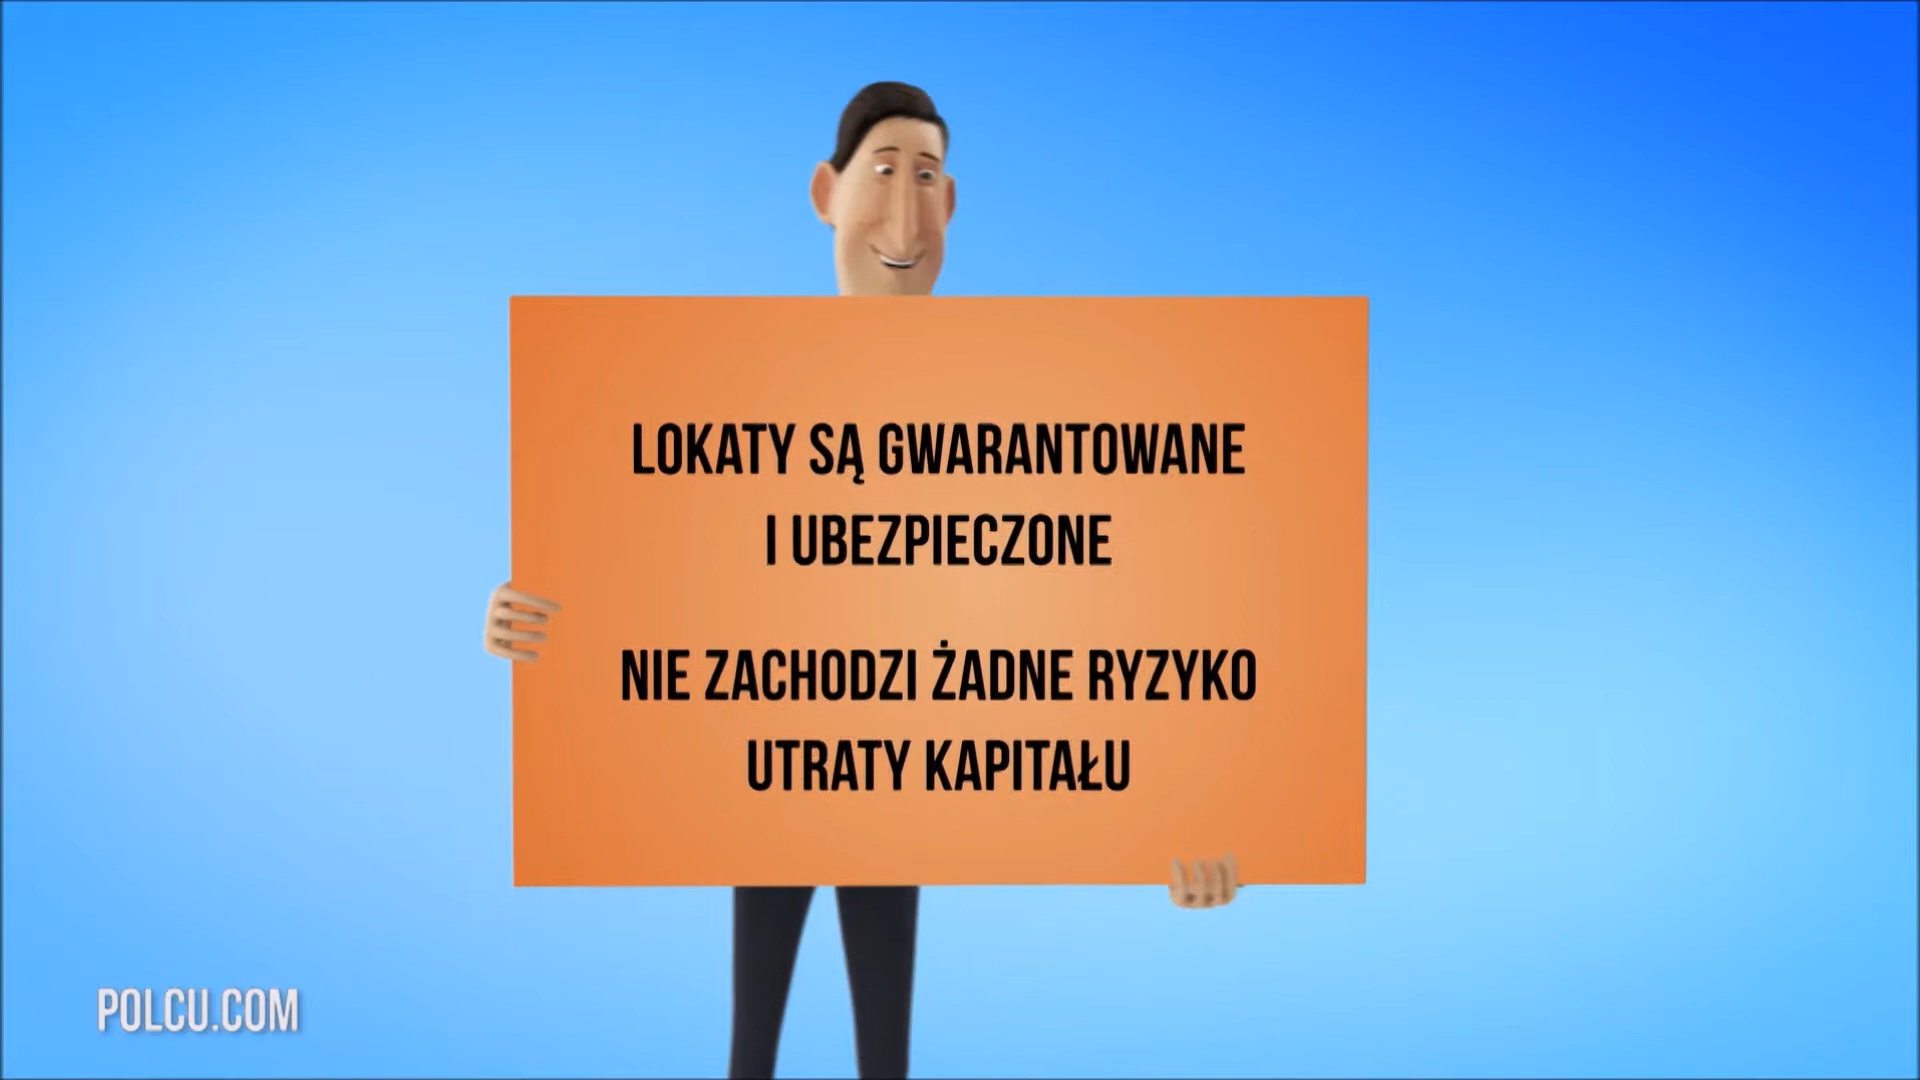 LOKATY SĄ GWARANTOWANE
I UBEZPIECZONE
NIE ZACHODZI ŻADNE RYZYKO
UTRATY KAPITAŁU
POLCU.COM